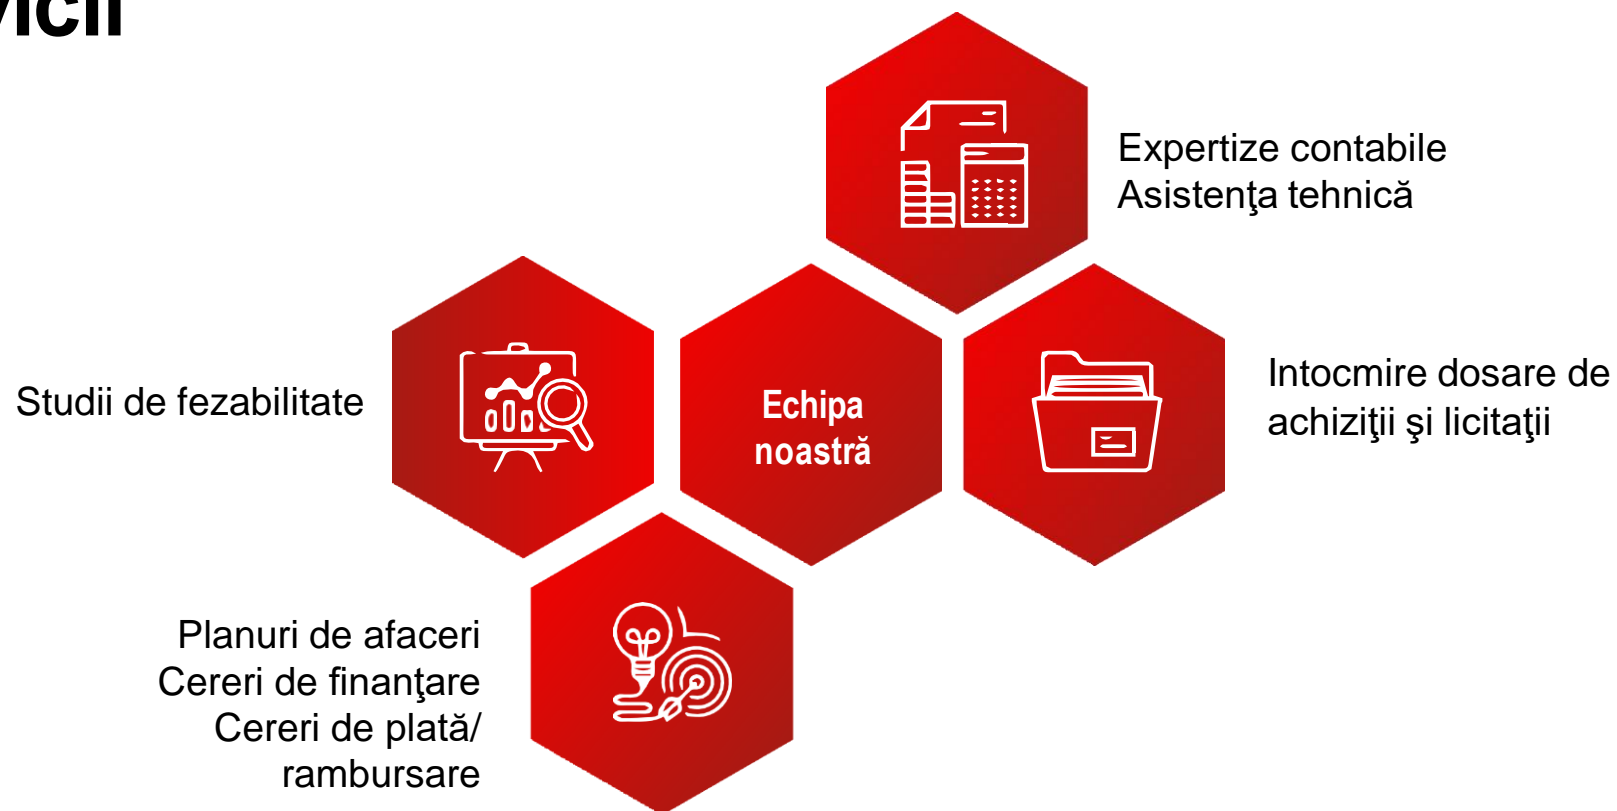 Expertize contabile
Asistenţa tehnică
Studii de fezabilitate
Echipa
noastră
Intocmire dosare de
achiziţii şi licitaţii
Planuri de afaceri
Cereri de finanţare
Cereri de plată/
rambursare